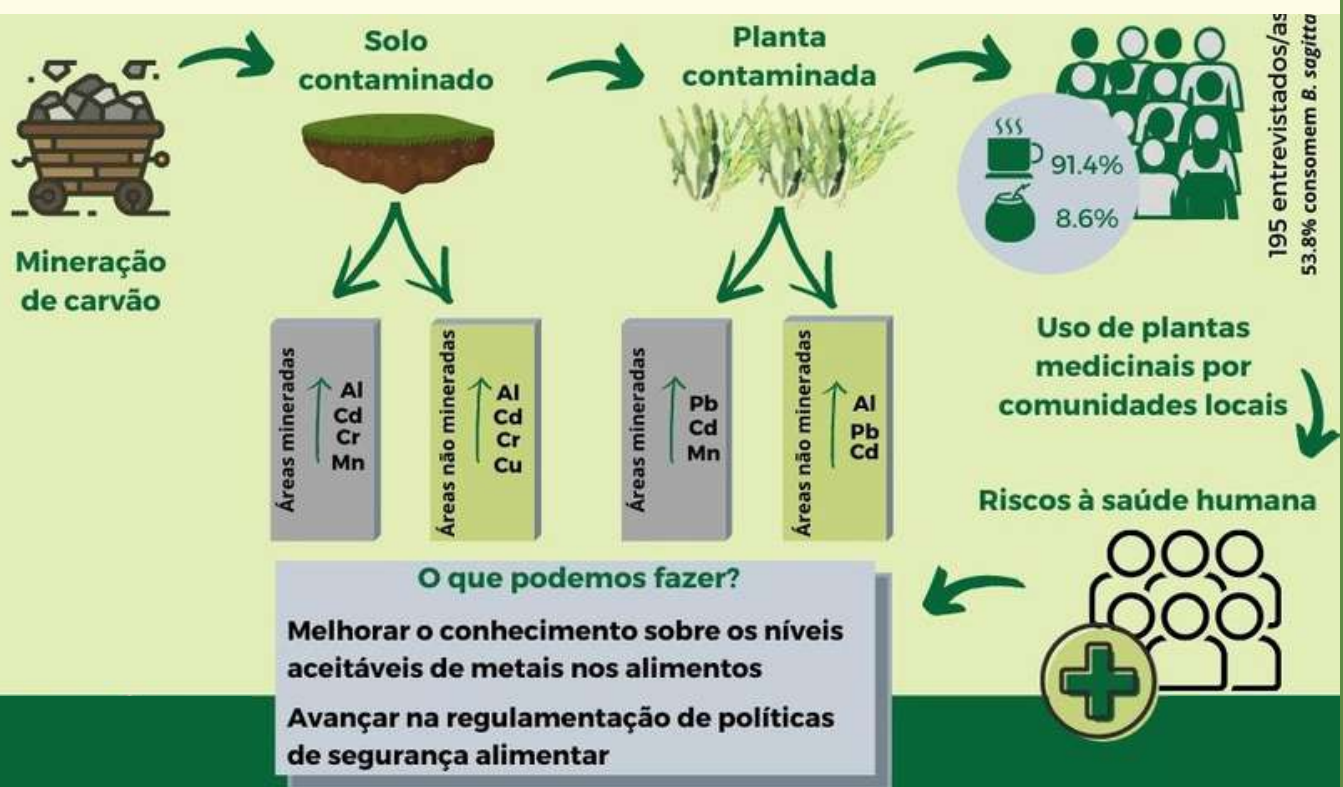 Mineração
de carvão
Solo
contaminado
Planta
contaminada
91.4%
8.6%
195 entrevistados/as
53.8% consomem B. sagitta
Áreas mineradas
Al
Cd
Cr
Mn
Áreas não mineradas
Al
Cd
Cr
Cu
Áreas mineradas
Pb
Cd
Mn
Áreas não mineradas
Al
Pb
Cd
Uso de plantas
medicinais por
comunidades locais
Riscos à saúde humana
O que podemos fazer?
Melhorar o conhecimento sobre os níveis
aceitáveis de metais nos alimentos
Avançar na regulamentação de políticas
de segurança alimentar